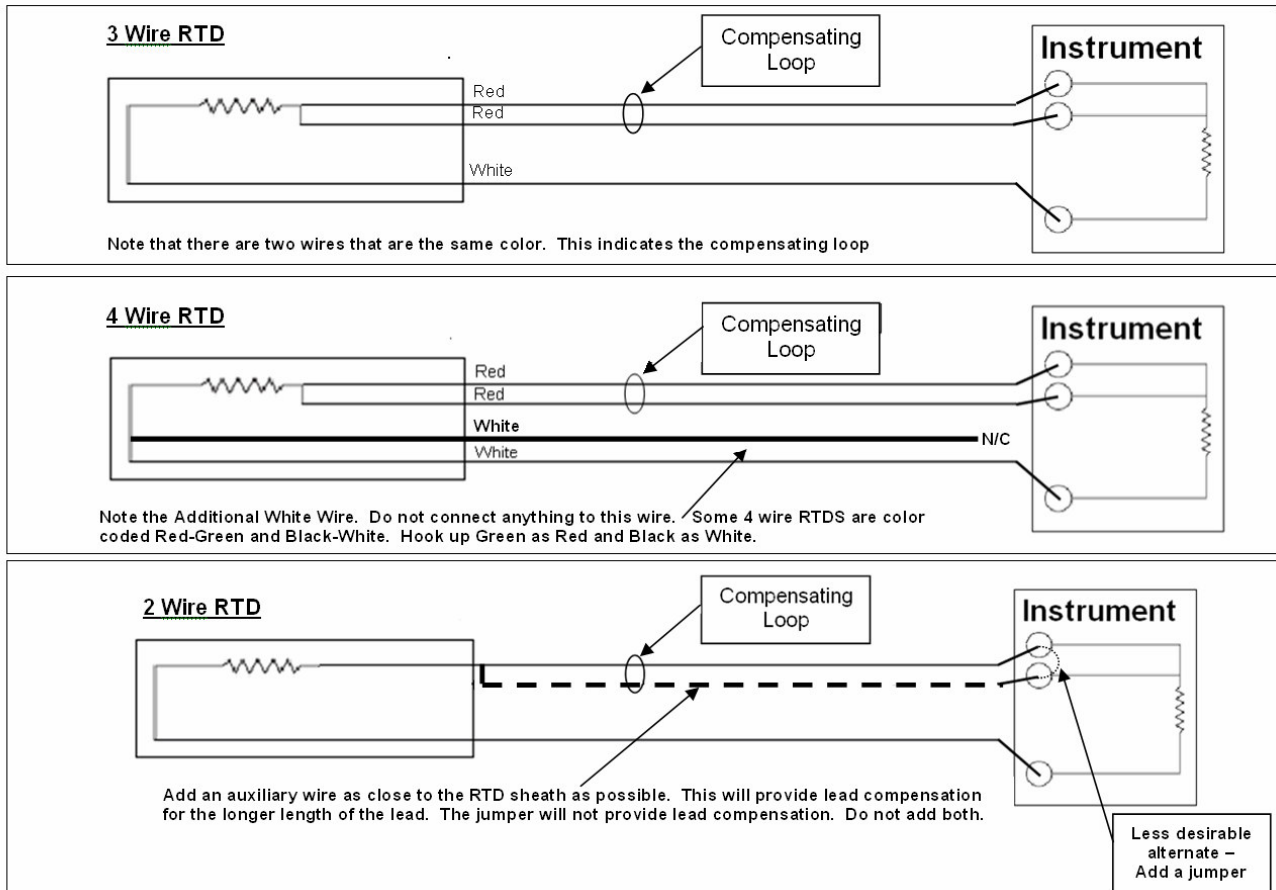 3 Wire RTD
Compensating
Loop
Instrument
Red
Red
White
Note that there are two wires that are the same color. This indicates the compensating loop
4 Wire RTD
Compensating
Loop
Instrument
Red
Red
White
N/C
White
Note the Additional White Wire. Do not connect anything to this wire. Some 4 wire RTDS are color
coded Red-Green and Black-White. Hook up Green as Red and Black as White.
2 Wire RTD
Compensating
Loop
Instrument
Add an auxiliary wire as close to the RTD sheath as possible. This will provide lead compensation
for the longer length of the lead. The jumper will not provide lead compensation. Do not add both.
Less desirable
alternate –
Add a jumper